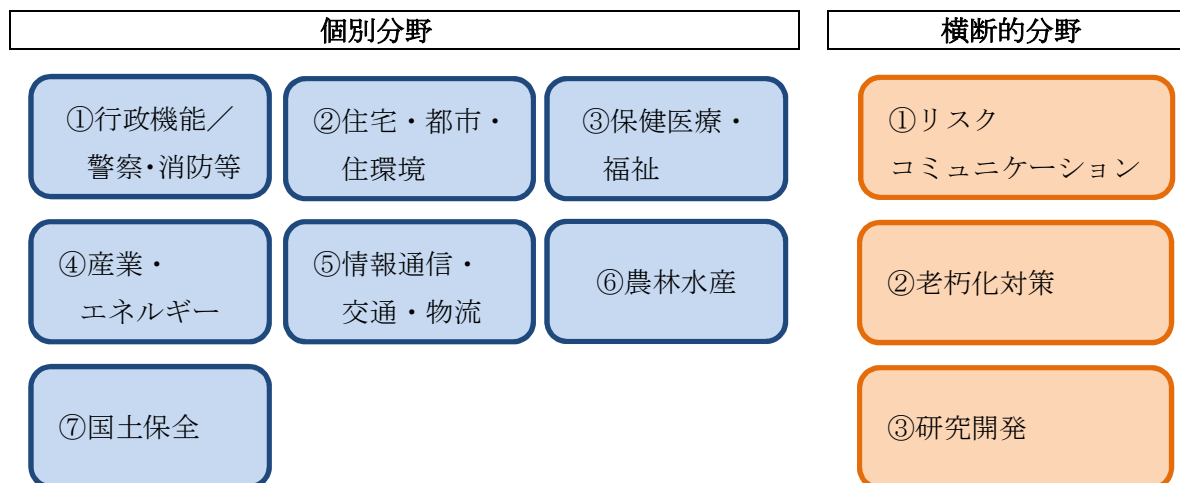 個別分野
①行政機能／
警察・消防等
②住宅・都市・
住環境
③保健医療・
福祉
④産業・
エネルギー
⑤情報通信・
交通・物流
⑥農林水産
⑦国土保全
横断的分野
①リスク
コミュニケーション
②老朽化対策
③研究開発